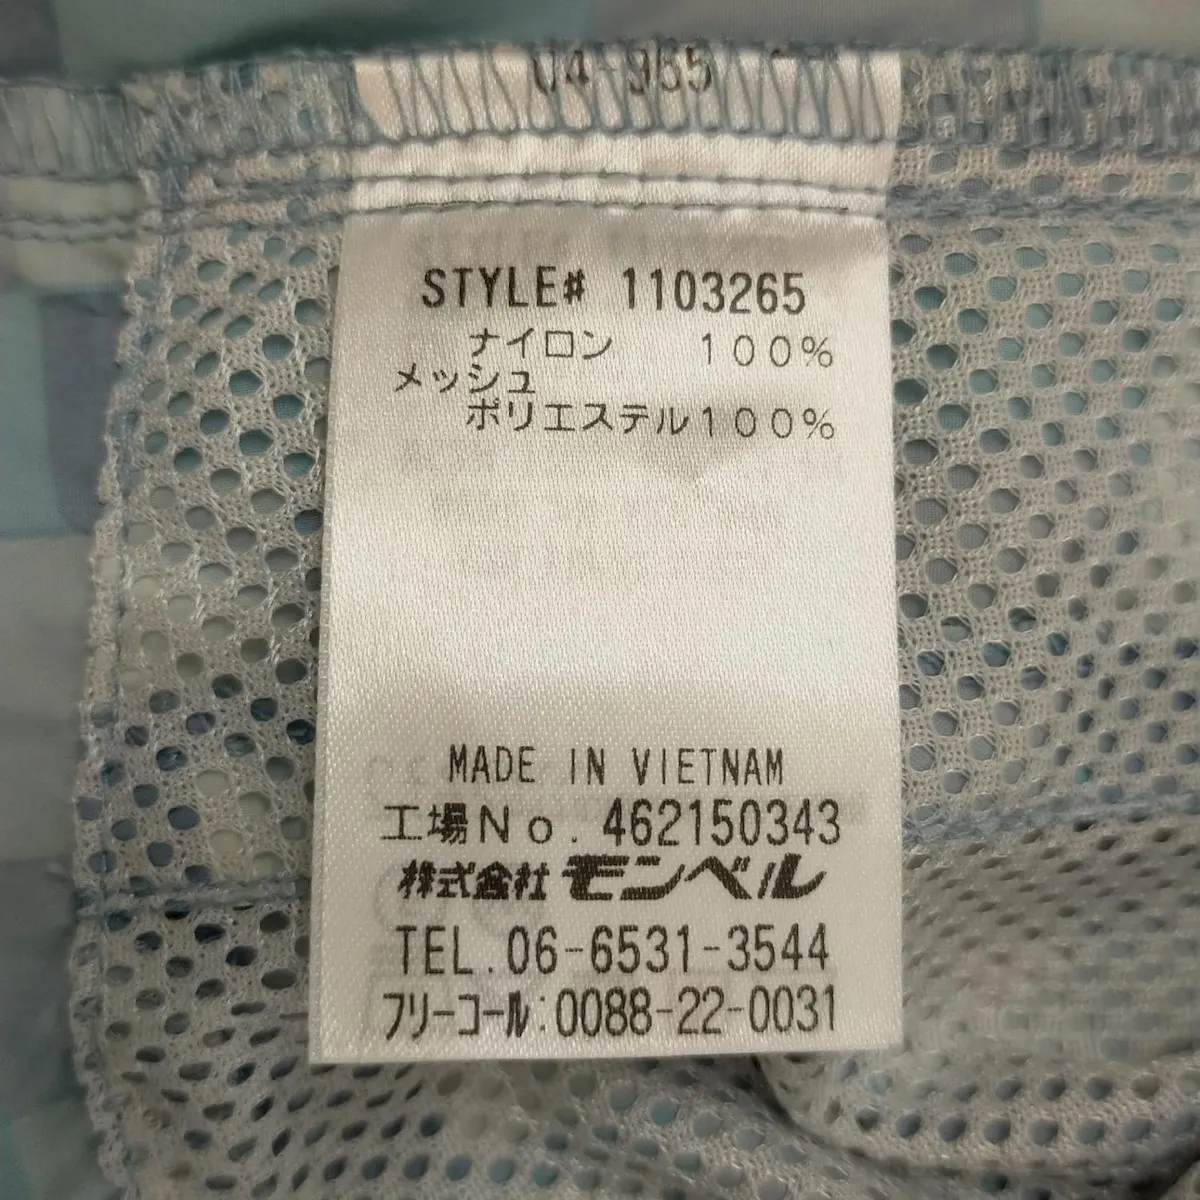 04-955
STYLE# 1103265
ナイロン 100%
メッシュ
ポリエステル100%
MADE IN VIETNAM
工場No. 462150343
株式会社モンベル
TEL.06-6531-3544
フリーコール:0088-22-0031